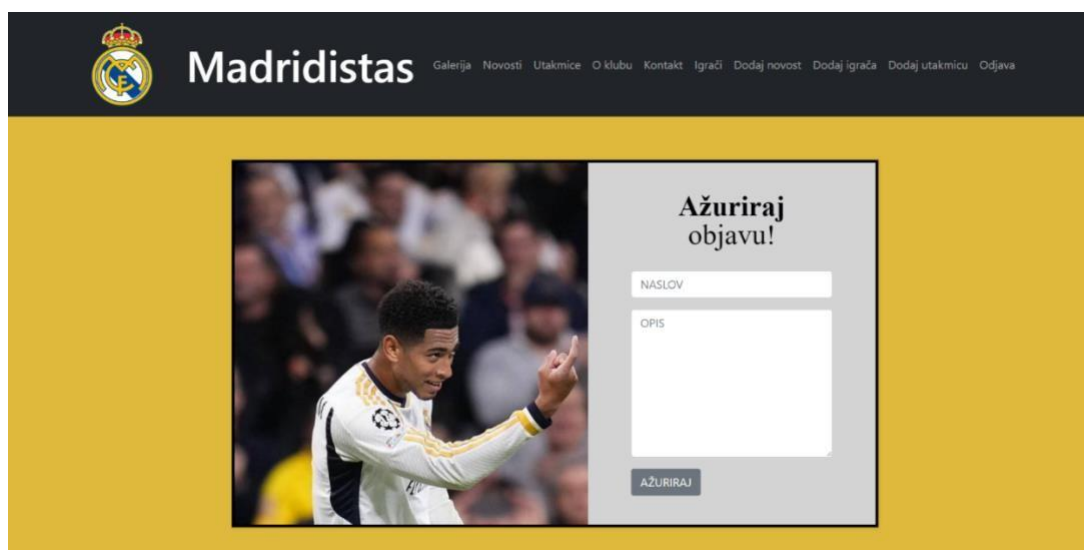 Madridistas
Galerija Novosti Utakmice O klubu Kontakt Igrači Dodaj novost Dodaj igrača Dodaj utakmicu Odjava
Ažuriraj
objavu!
NASLOV
OPIS
AŽURIRAJ